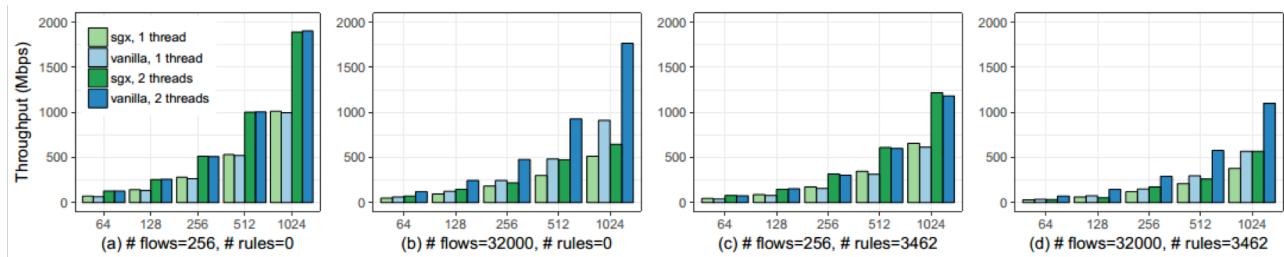 Throughput (Mbps)
2000
1500
1000
500
0
sgx, 1 thread
vanilla, 1 thread
sgx, 2 threads
vanilla, 2 threads
64 128 256 512 1024
(a) # flows=256, # rules=0
2000
1500
1000
500
0
64 128 256 512 1024
(b) # flows=32000, # rules=0
2000
1500
1000
500
0
64 128 256 512 1024
(c) # flows=256, # rules=3462
2000
1500
1000
500
0
64 128 256 512 1024
(d) # flows=32000, # rules=3462